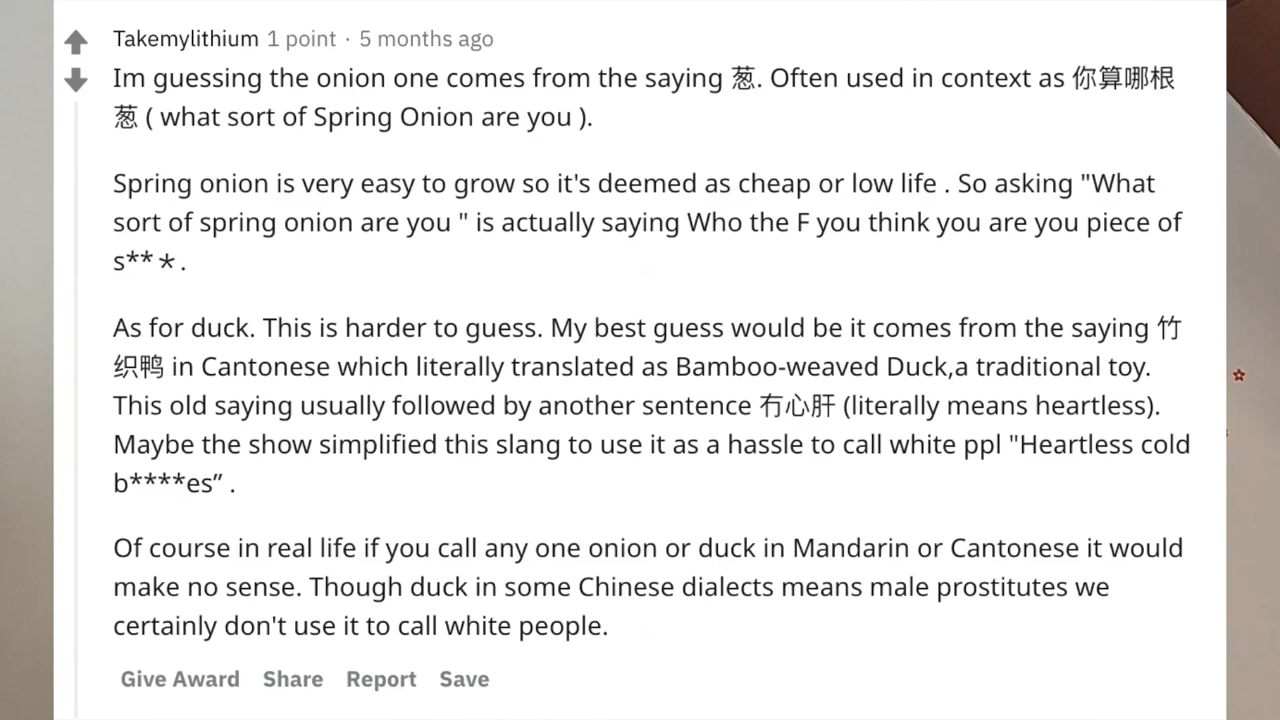 Takemylithium 1 point · 5 months ago
Im guessing the onion one comes from the saying 葱. Often used in context as 你算哪根
葱 ( what sort of Spring Onion are you ).
Spring onion is very easy to grow so it's deemed as cheap or low life . So asking "What
sort of spring onion are you " is actually saying Who the F you think you are you piece of
s** * .
As for duck. This is harder to guess. My best guess would be it comes from the saying 竹
织鸭 in Cantonese which literally translated as Bamboo-weaved Duck,a traditional toy.
This old saying usually followed by another sentence 冇心肝 (literally means heartless).
Maybe the show simplified this slang to use it as a hassle to call white ppl "Heartless cold
b****es” .
Of course in real life if you call any one onion or duck in Mandarin or Cantonese it would
make no sense. Though duck in some Chinese dialects means male prostitutes we
certainly don't use it to call white people.
Give Award Share Report Save